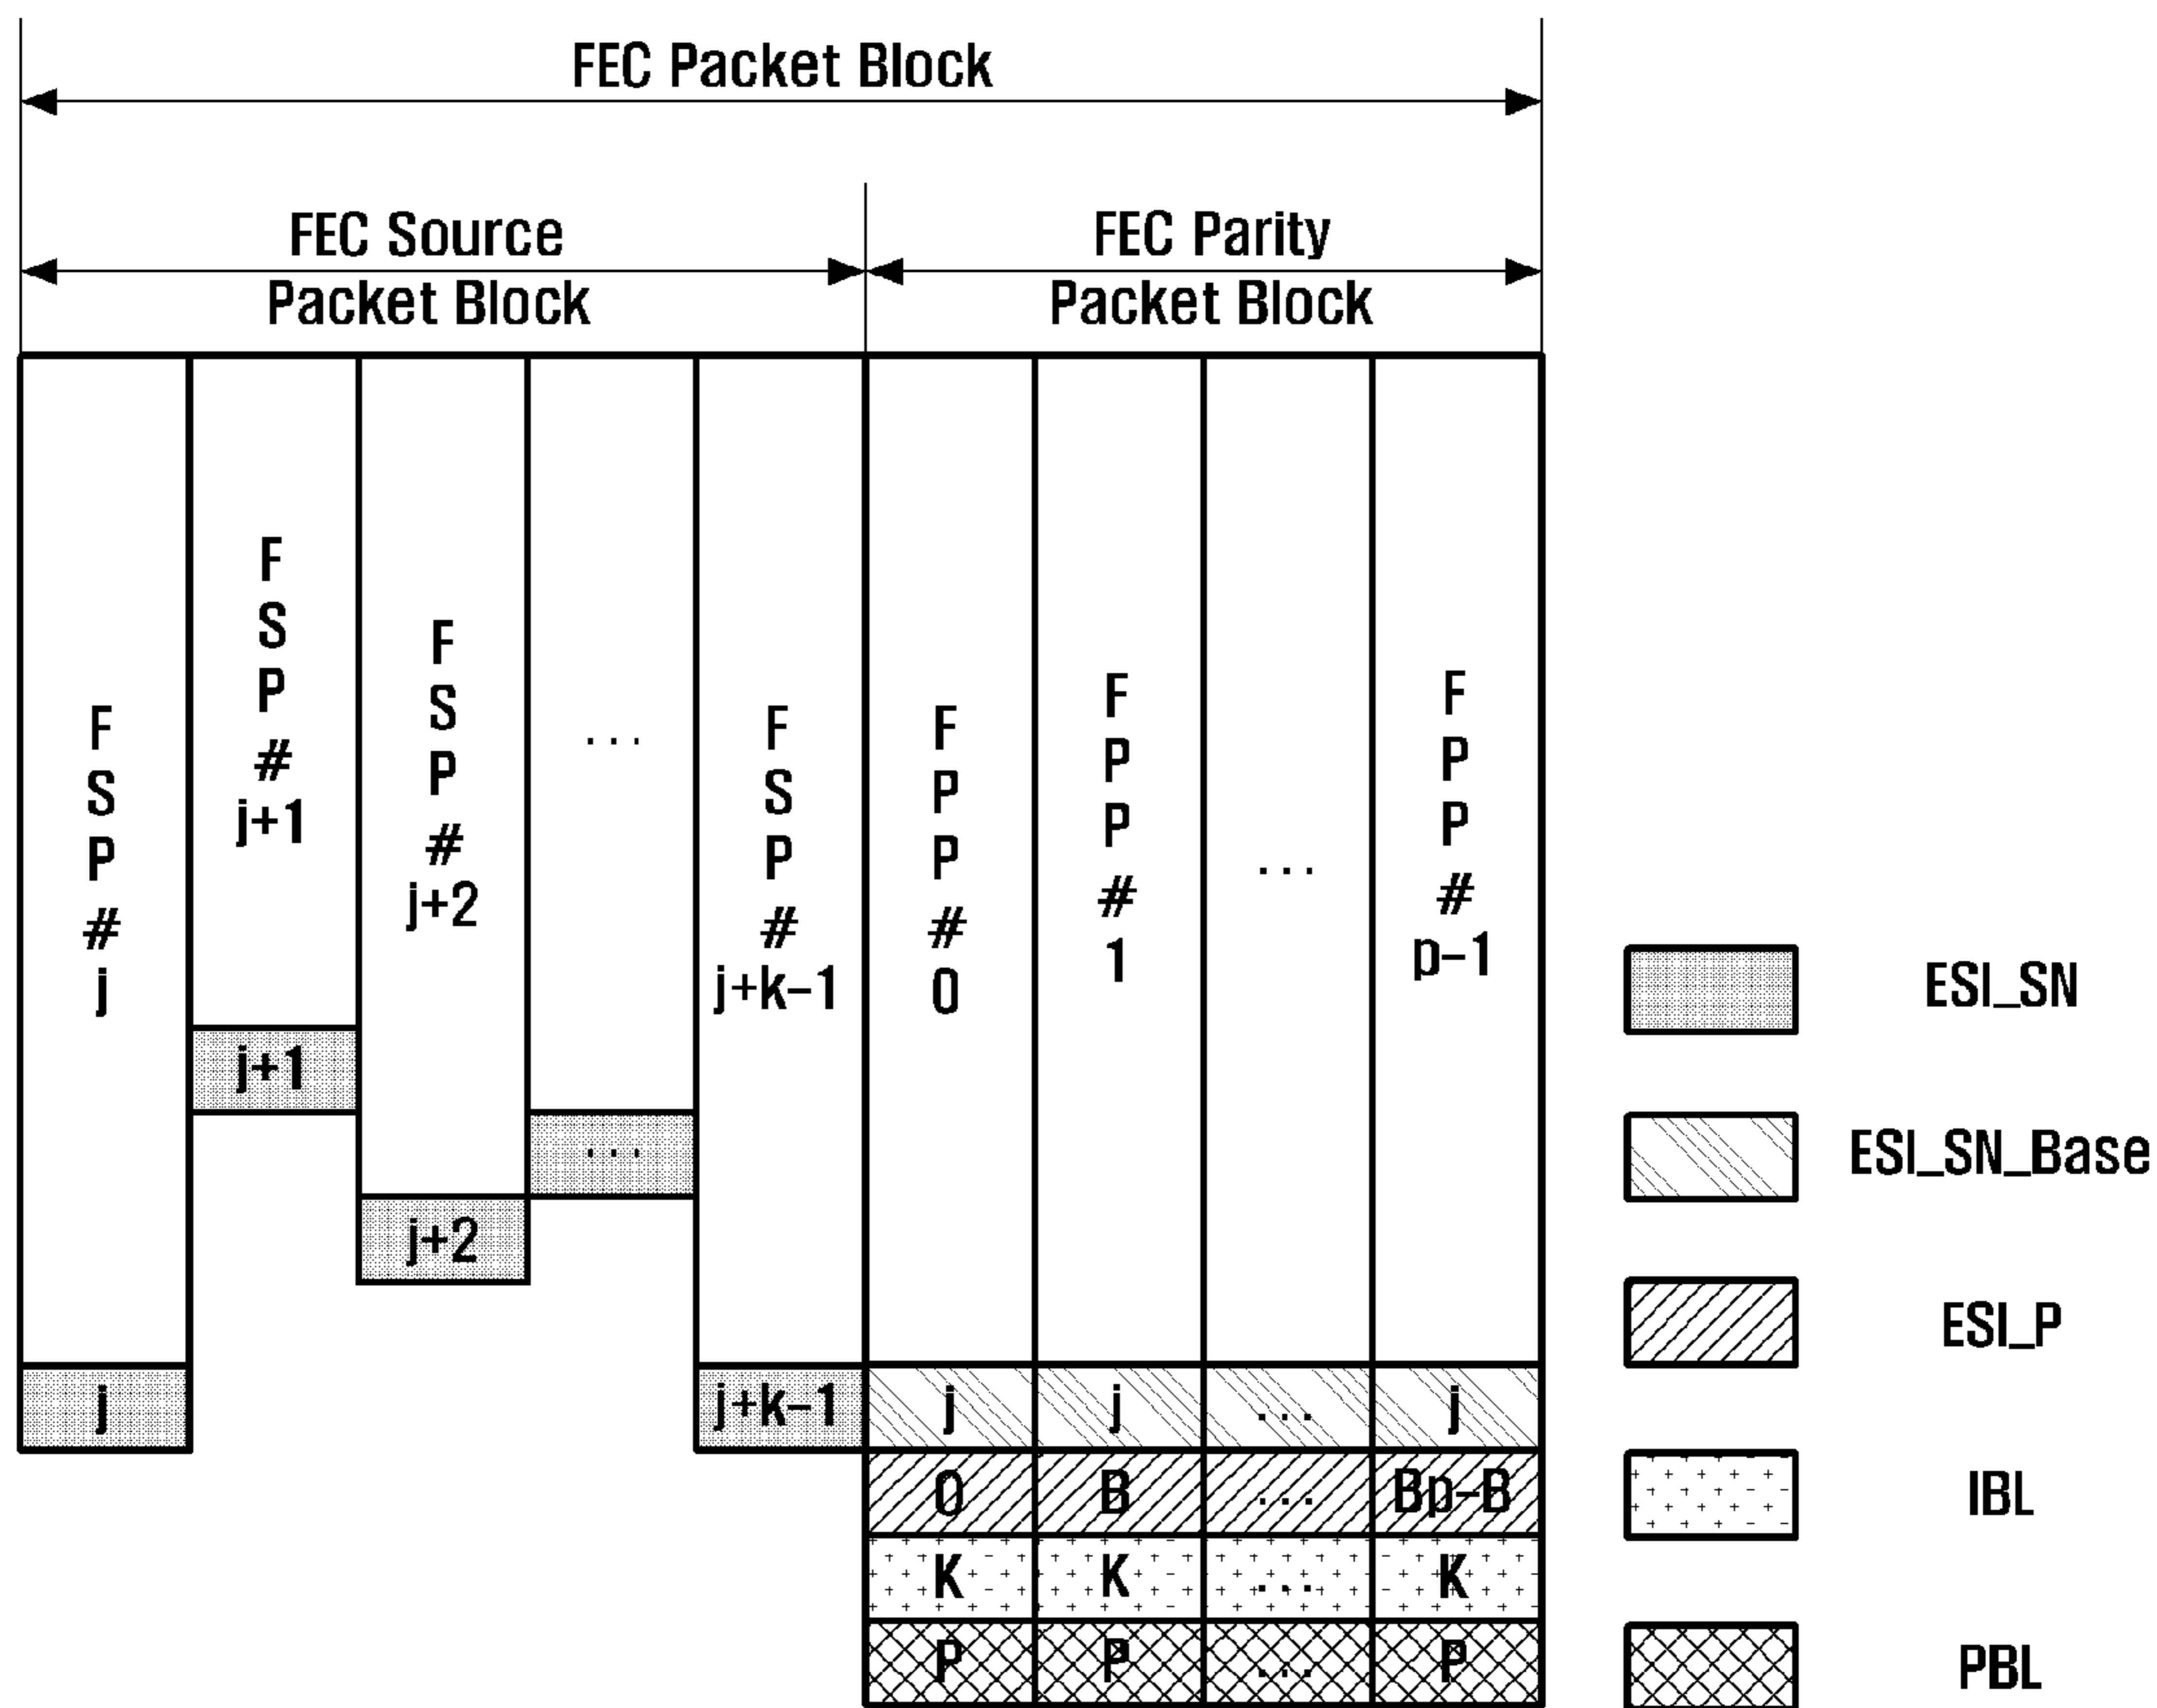 FEC Packet Block
FEC Source
Packet Block
FEC Parity
Packet Block
F
S
P
#
j
F
S
P
#
j+1
F
S
P
#
j+2
...
F
S
P
#
j+k-1
F
P
P
#
0
F
P
P
#
1
...
F
P
P
#
p-1
j+1
...
j+2
j
j+k-1
j
j
...
j
0
B
...
Bp-B
K
K
...
K
P
P
...
P
ESI_SN
ESI_SN_Base
ESI_P
IBL
PBL